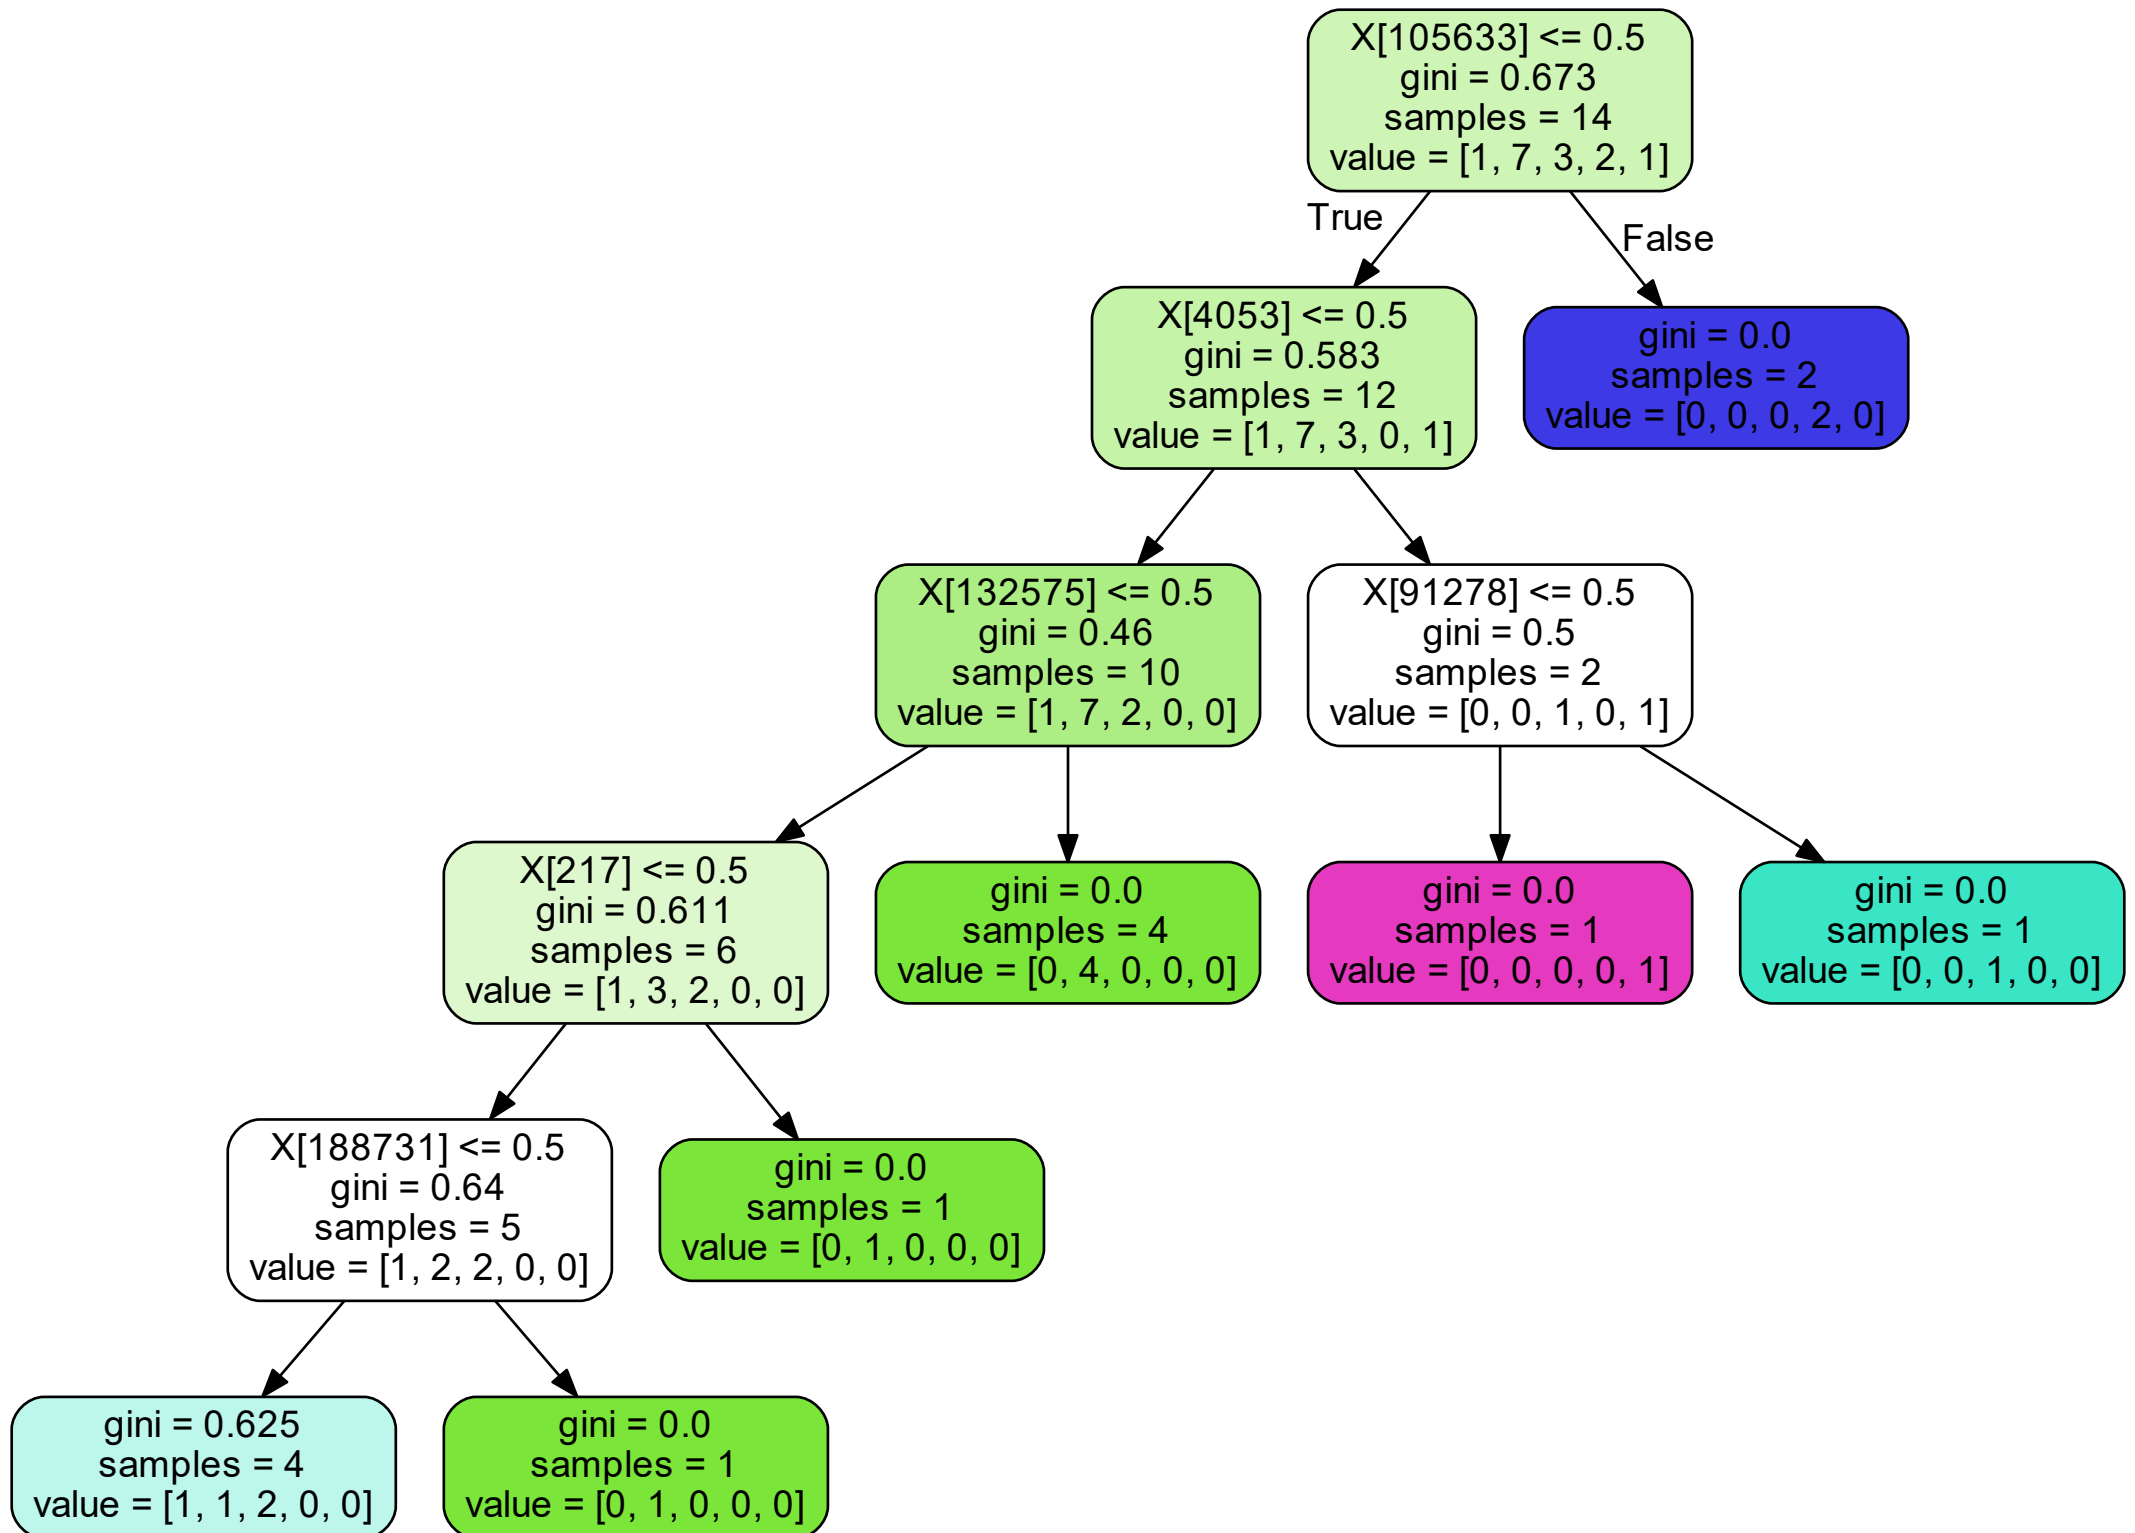 X[105633] <= 0.5
gini = 0.673
samples = 14
value = [1, 7, 3, 2, 1]
True
False
X[4053] <= 0.5
gini = 0.583
samples = 12
value = [1, 7, 3, 0, 1]
gini = 0.0
samples = 2
value = [0, 0, 0, 2, 0]
X[132575] <= 0.5
gini = 0.46
samples = 10
value = [1, 7, 2, 0, 0]
X[91278] <= 0.5
gini = 0.5
samples = 2
value = [0, 0, 1, 0, 1]
X[217] <= 0.5
gini = 0.611
samples = 6
value = [1, 3, 2, 0, 0]
gini = 0.0
samples = 4
value = [0, 4, 0, 0, 0]
gini = 0.0
samples = 1
value = [0, 0, 0, 0, 1]
gini = 0.0
samples = 1
value = [0, 0, 1, 0, 0]
X[188731] <= 0.5
gini = 0.64
samples = 5
value = [1, 2, 2, 0, 0]
gini = 0.0
samples = 1
value = [0, 1, 0, 0, 0]
gini = 0.625
samples = 4
value = [1, 1, 2, 0, 0]
gini = 0.0
samples = 1
value = [0, 1, 0, 0, 0]